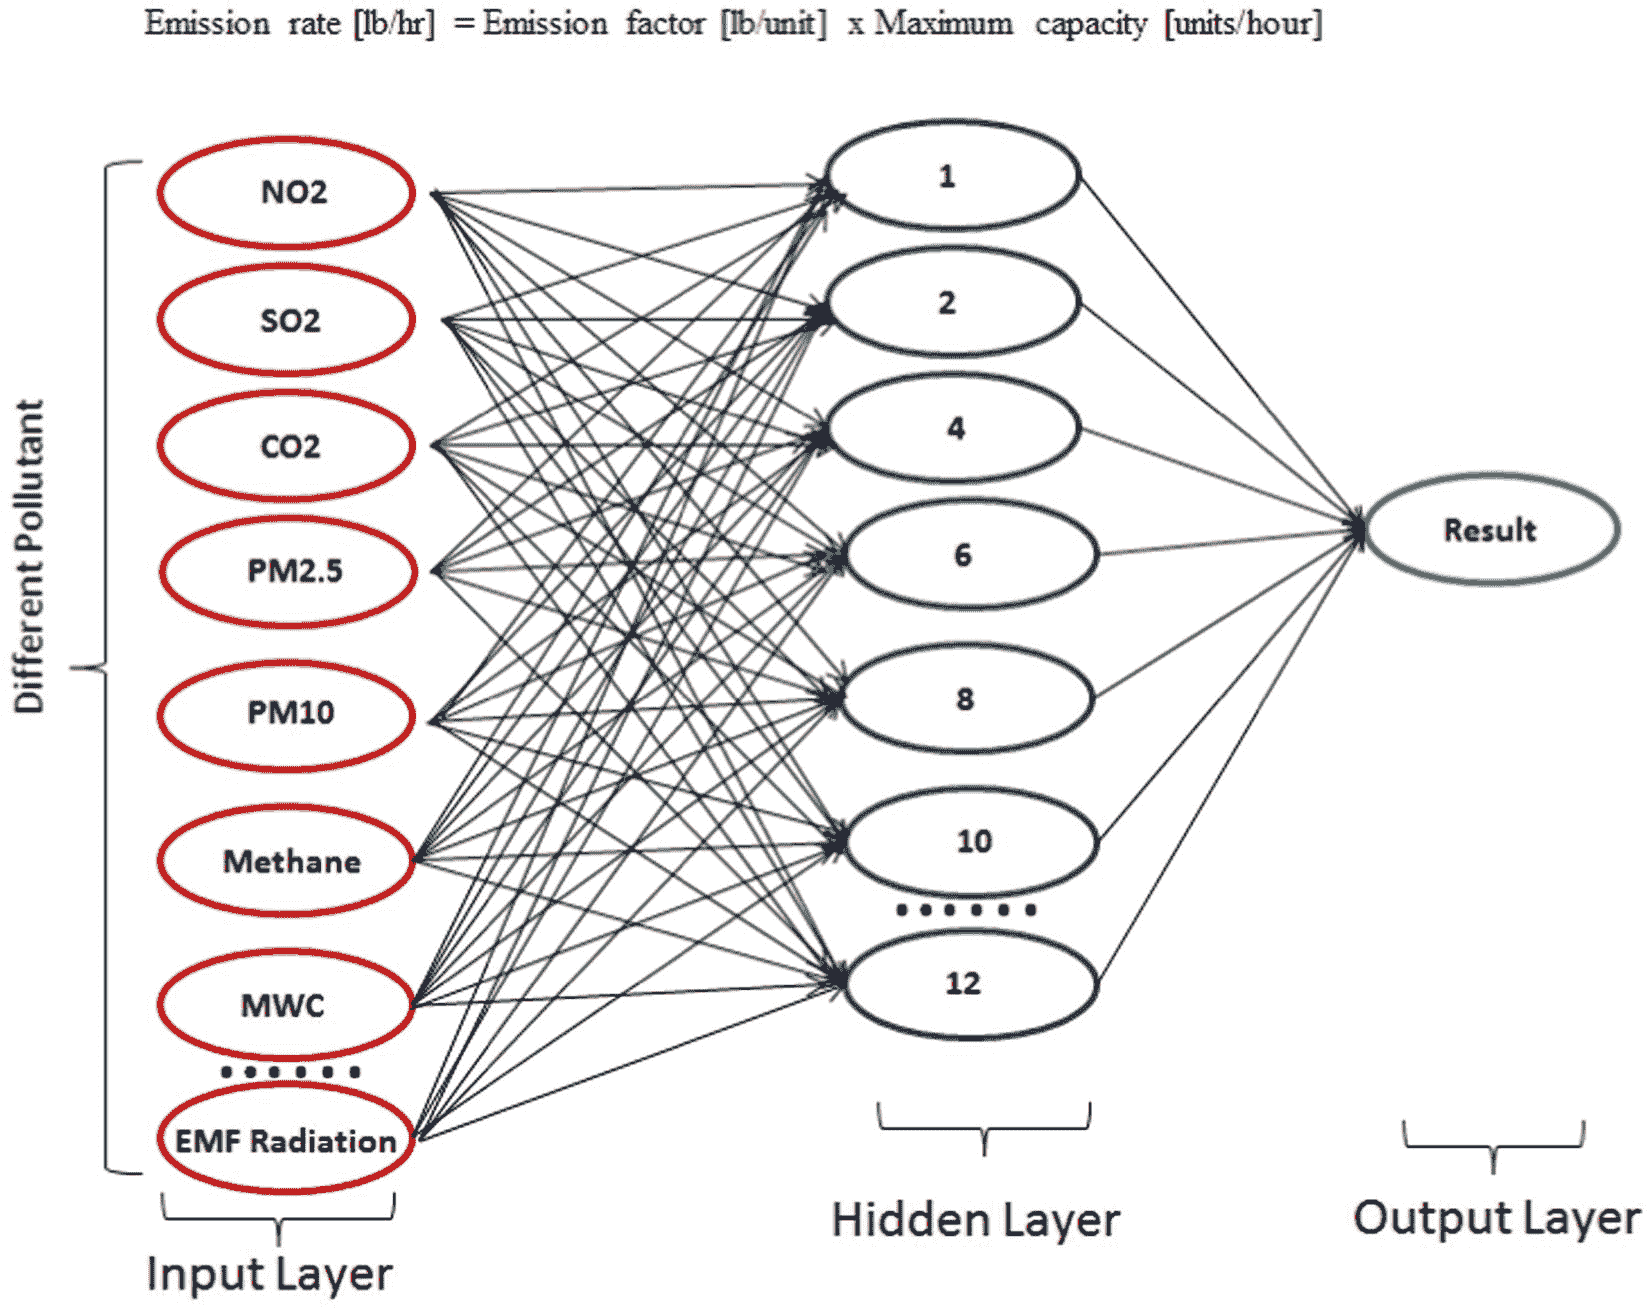 Emission rate [lb/hr] = Emission factor [lb/unit] x Maximum capacity [units/hour]
Different Pollutant
NO2
SO2
CO2
PM2.5
PM10
Methane
MWC
EMF Radiation
Input Layer
1
2
4
6
8
10
12
Hidden Layer
Result
Output Layer